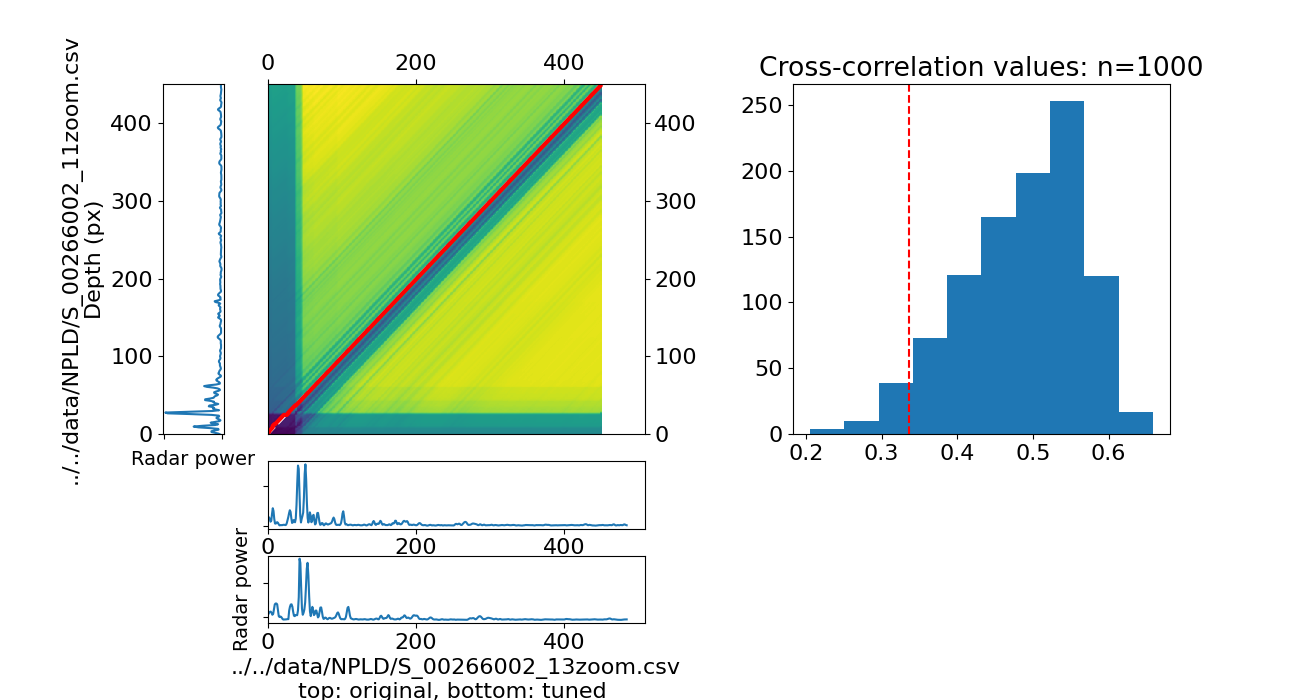 0 200 400
Cross-correlation values: n=1000
../../data/NPLD/S_00266002_11zoom.csv
Depth (px)
400
300
200
100
0
400
300
200
100
0
250
200
150
100
50
0
0.2 0.3 0.4 0.5 0.6
Radar power
0 200 400
Radar power
0 200 400
../../data/NPLD/S_00266002_13zoom.csv
top: original, bottom: tuned